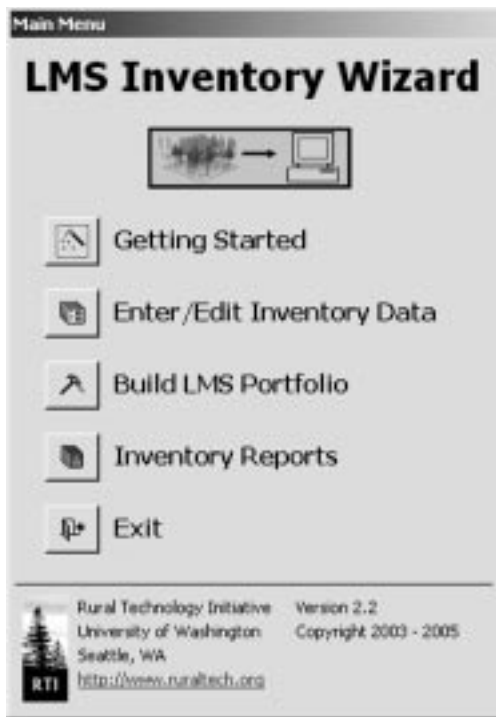 Main Menu
LMS Inventory Wizard
Getting Started
Enter/Edit Inventory Data
Build LMS Portfolio
Inventory Reports
Exit
Rural Technology Initiative
University of Washington
Seattle, WA
http://www.ruraltech.org
Version 2.2
Copyright 2003 - 2005
RTI